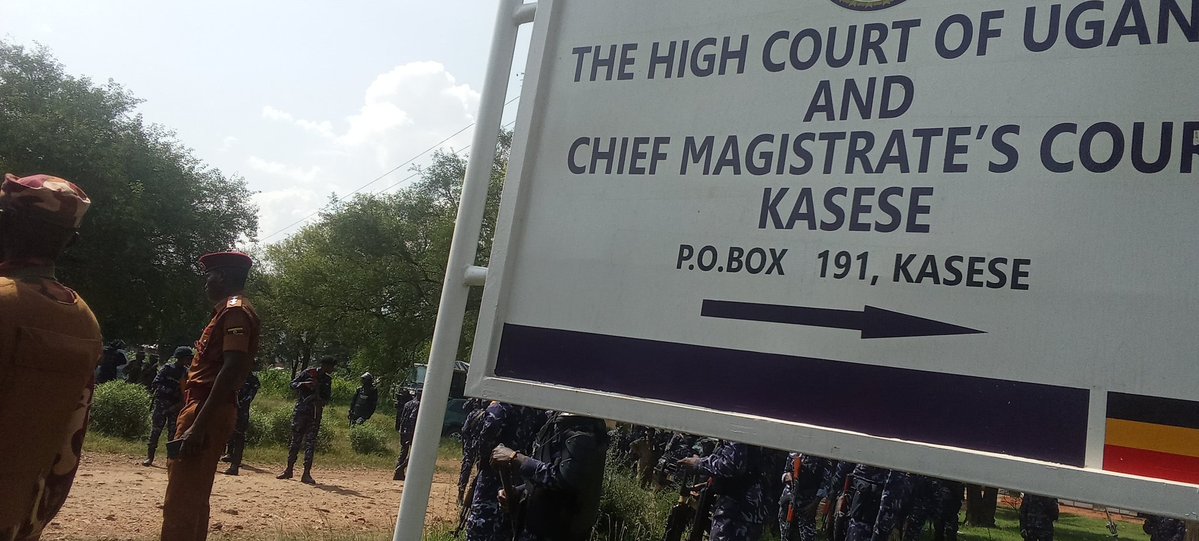 THE HIGH COURT OF UGAN
AND
CHIEF MAGISTRATE'S COUR
KASESE
P.O.BOX 191, KASESE